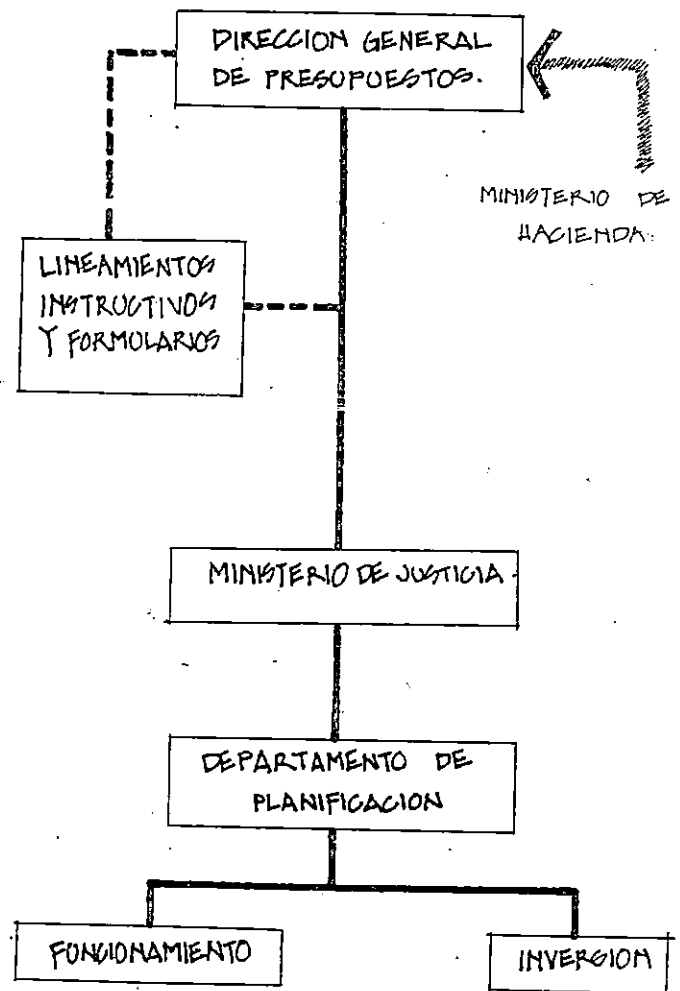 DIRECCION GENERAL
DE PRESUPUESTOS.
MINISTERIO DE
HACIENDA:
LINEAMIENTOS
INSTRUCTIVOS
Y FORMULARIOS
MINISTERIO DE JUSTICIA
DEPARTAMENTO DE
PLANIFICACION
FUNCIONAMIENTO
INVERSION